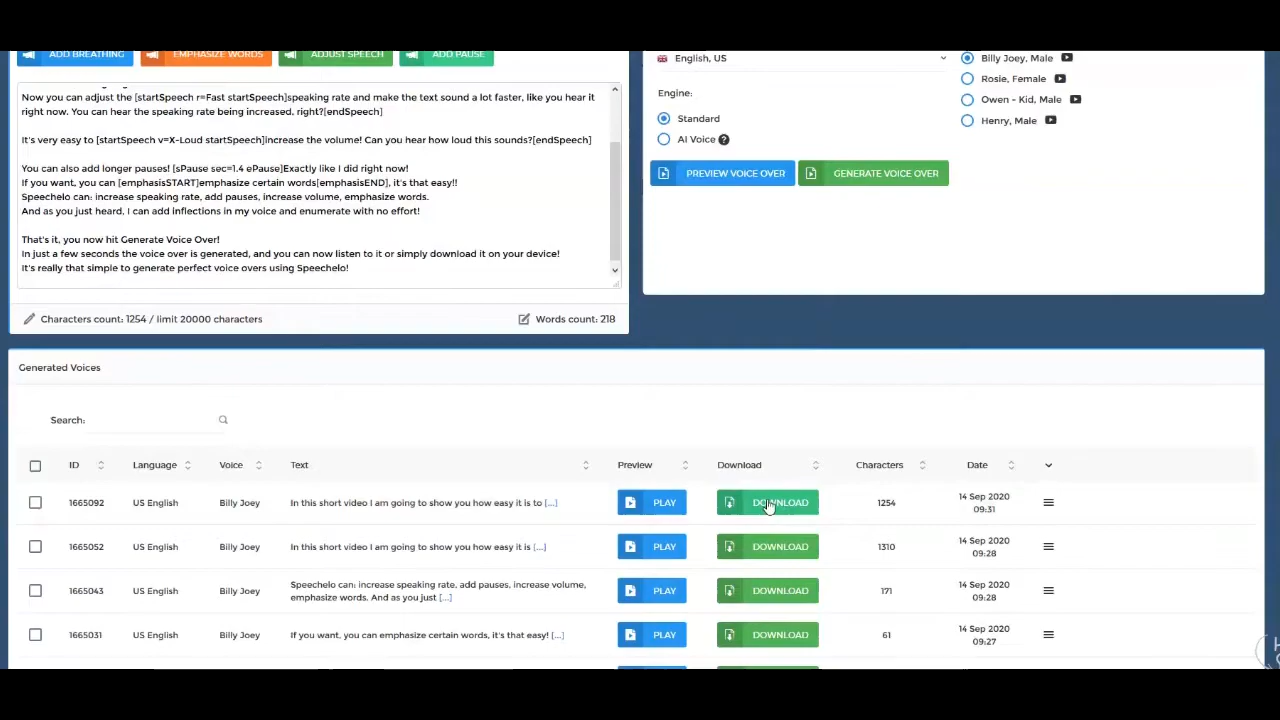 ADD BREATHING
EMPHASIZE WORDS
ADJUST SPEECH
ADD PAUSE
Now you can adjust the [startSpeech r=Fast startSpeech]speaking rate and make the text sound a lot faster, like you hear it
right now. You can hear the speaking rate being increased, right?[endSpeech]
It's very easy to [startSpeech v=X-Loud startSpeech]increase the volume! Can you hear how loud this sounds?[endSpeech]
You can also add longer pauses! [sPause sec=1.4 ePause]Exactly like I did right now!
If you want, you can [emphasisSTART]emphasize certain words[emphasisEND], it's that easy!!
Speechelo can: increase speaking rate, add pauses, increase volume, emphasize words.
And as you just heard, I can add inflections in my voice and enumerate with no effort!
That's it, you now hit Generate Voice Over!
In just a few seconds the voice over is generated, and you can now listen to it or simply download it on your device!
It's really that simple to generate perfect voice overs using Speechelo!
Characters count: 1254 / limit 20000 characters
Words count: 218
English, US
Engine:
Standard
AI Voice ?
Billy Joey, Male
Rosie, Female
Owen - Kid, Male
Henry, Male
PREVIEW VOICE OVER
GENERATE VOICE OVER
Generated Voices
Search:
ID Language Voice Text Preview Download Characters Date
1665092 US English Billy Joey In this short video I am going to show you how easy it is to [...] PLAY DOWNLOAD 1254 14 Sep 2020
09:31
1665052 US English Billy Joey In this short video I am going to show you how easy it is [...] PLAY DOWNLOAD 1310 14 Sep 2020
09:28
1665043 US English Billy Joey Speechelo can: increase speaking rate, add pauses, increase volume,
emphasize words. And as you just [...] PLAY DOWNLOAD 171 14 Sep 2020
09:28
1665031 US English Billy Joey If you want, you can emphasize certain words, it's that easy! [...] PLAY DOWNLOAD 61 14 Sep 2020
09:27